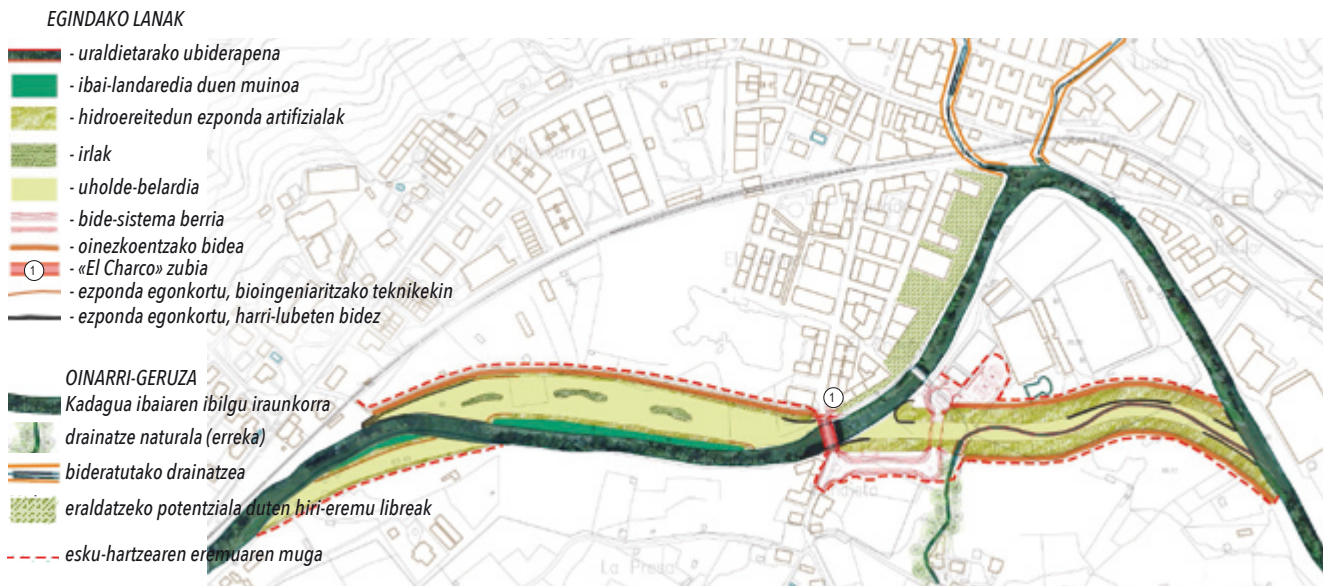 EGINDAKO LANAK
- uraldietarako ubiderapena
- ibai-landaredia duen muinoa
- hidroereitedun ezponda artifizialak
- irlak
- uholde-belardia
- bide-sistema berria
- oinezkoentzako bidea
1 - «El Charco» zubia
- ezponda egonkortu, bioingeniaritzako teknikekin
- ezponda egonkortu, harri-lubeten bidez
OINARRI-GERUZA
Kadagua ibaiaren ibilgu iraunkorra
drainatze naturala (erreka)
bideratutako drainatzea
eraldatzeko potentziala duten hiri-eremu libreak
esku-hartzearen eremuaren muga
1
La Presa